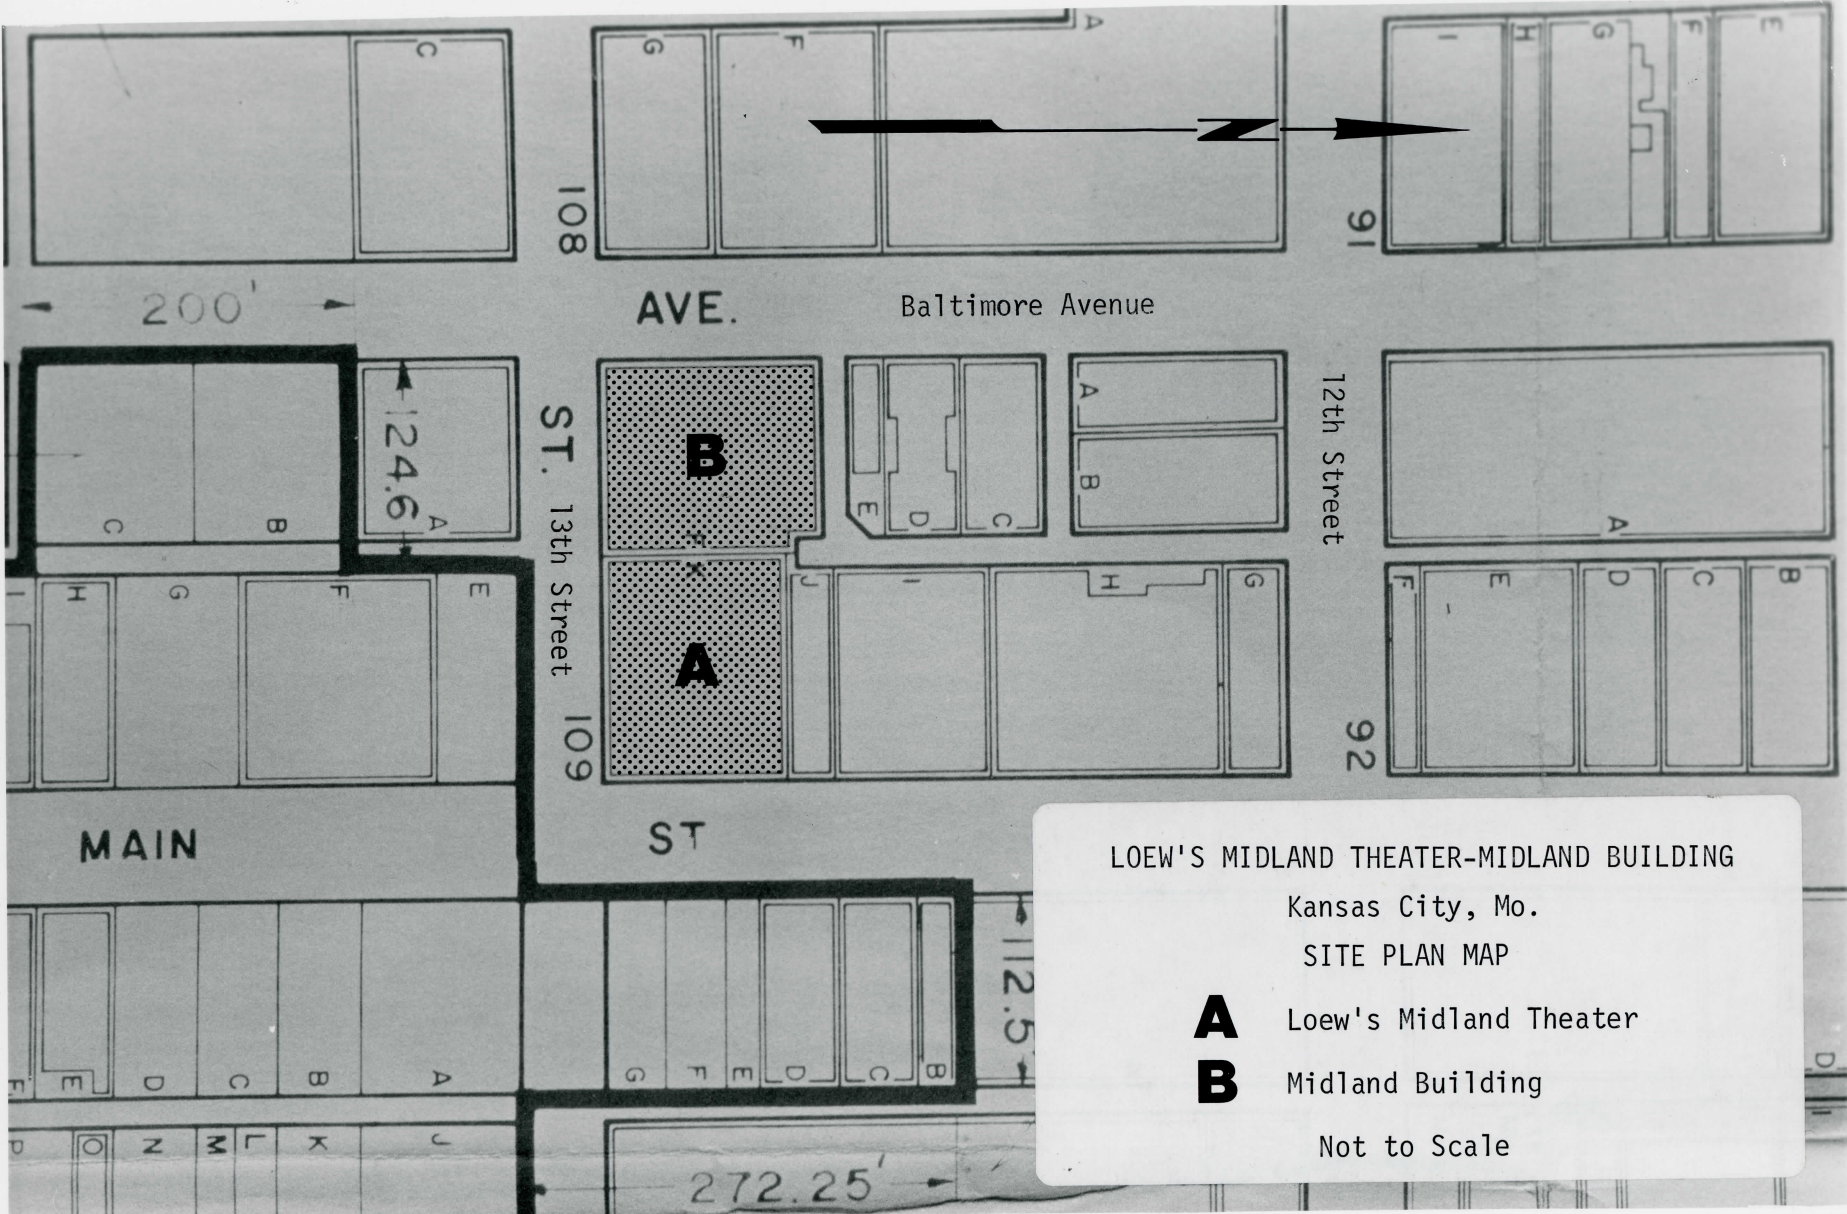 C
G
F
A
I
H
G
F
E
N
108
91
200'
AVE.
Baltimore Avenue
124.6
ST.
13th Street
12th Street
C
B
A
B
E
D
C
A
B
A
F
K
I
H
G
F
E
A
J
I
H
G
F
E
D
C
B
109
92
MAIN
ST
E
D
C
B
A
G
F
E
D
C
B
112.5
D
O
N
M
L
K
J
272.25'
LOEW'S MIDLAND THEATER-MIDLAND BUILDING
Kansas City, Mo.
SITE PLAN MAP
A Loew's Midland Theater
B Midland Building
Not to Scale